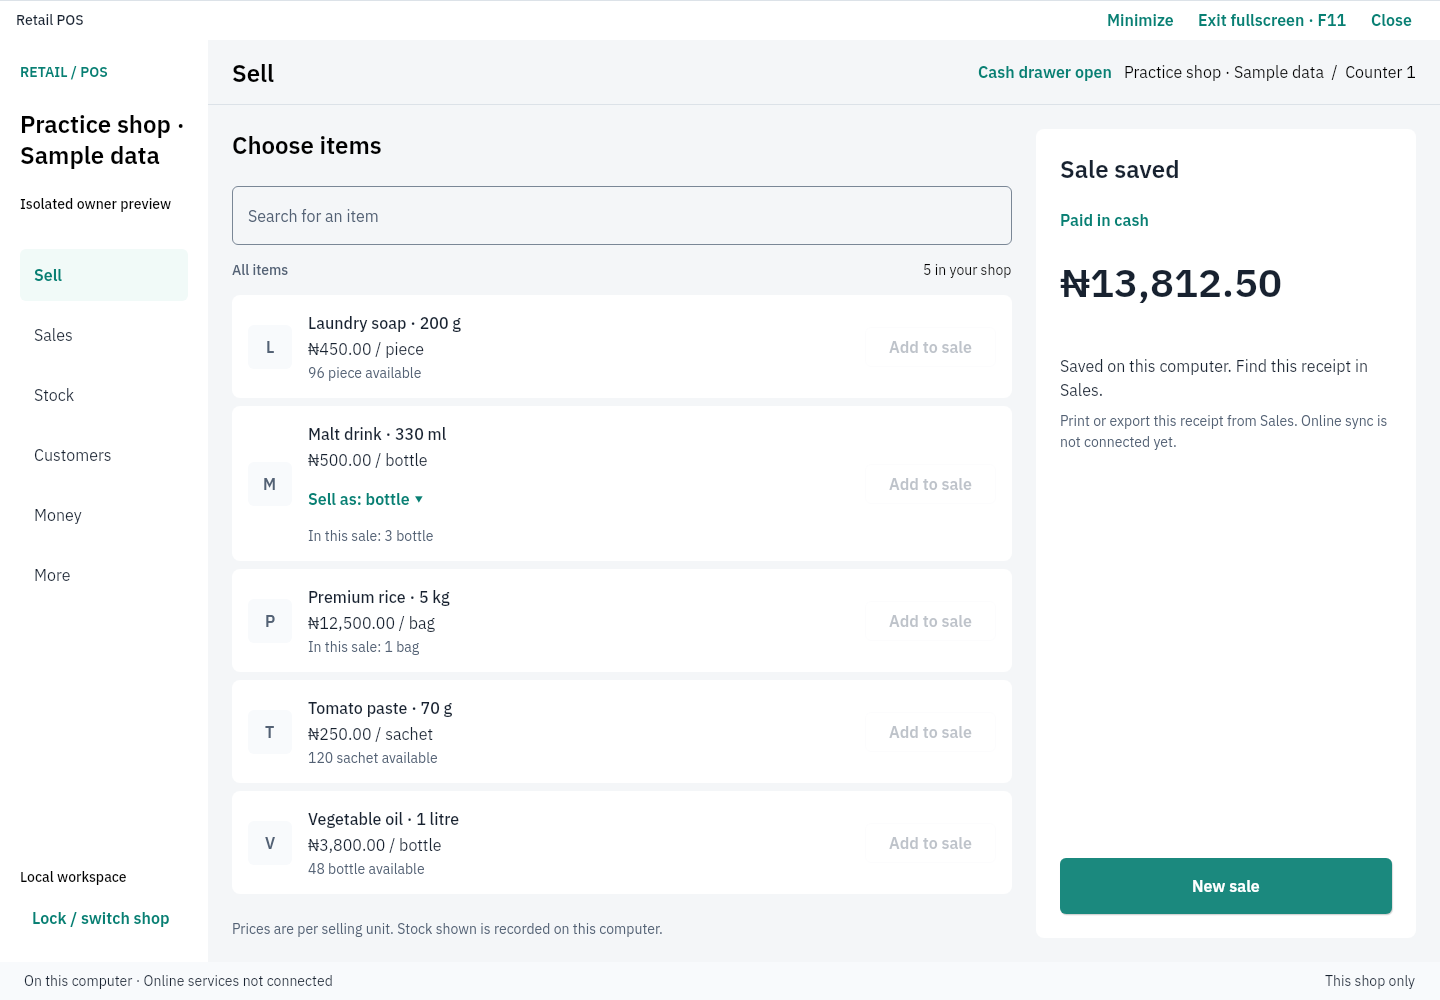 Retail POS
Minimize
Exit fullscreen · F11
Close
RETAIL / POS
Practice shop ·
Sample data
Isolated owner preview
Sell
Sales
Stock
Customers
Money
More
Local workspace
Lock / switch shop
Sell
Cash drawer open
Practice shop · Sample data / Counter 1
Choose items
Search for an item
All items
5 in your shop
L
Laundry soap · 200 g
₦450.00 / piece
96 piece available
Add to sale
M
Malt drink · 330 ml
₦500.00 / bottle
Sell as: bottle ▾
In this sale: 3 bottle
Add to sale
P
Premium rice · 5 kg
₦12,500.00 / bag
In this sale: 1 bag
Add to sale
T
Tomato paste · 70 g
₦250.00 / sachet
120 sachet available
Add to sale
V
Vegetable oil · 1 litre
₦3,800.00 / bottle
48 bottle available
Add to sale
Prices are per selling unit. Stock shown is recorded on this computer.
Sale saved
Paid in cash
₦13,812.50
Saved on this computer. Find this receipt in
Sales.
Print or export this receipt from Sales. Online sync is
not connected yet.
New sale
On this computer · Online services not connected
This shop only